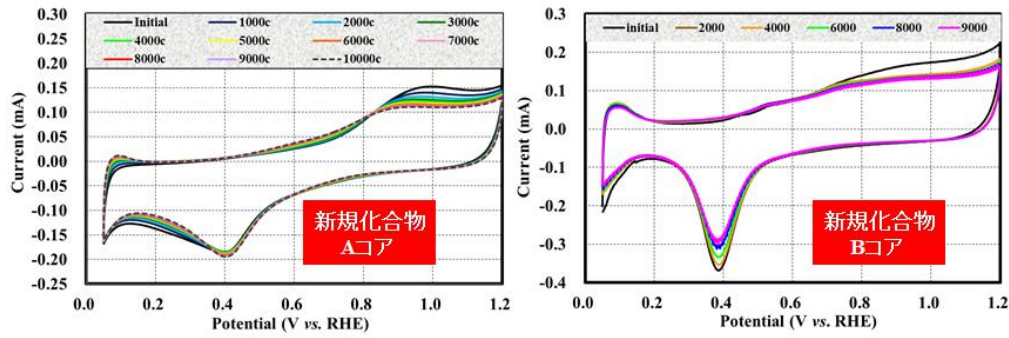 Initial 1000c 2000c 3000c
4000c 5000c 6000c 7000c
8000c 9000c 10000c
0.30
0.25
0.20
0.15
0.10
0.05
0.00
-0.05
-0.10
-0.15
-0.20
-0.25
Current (mA)
新規化合物
Aコア
0.0 0.2 0.4 0.6 0.8 1.0 1.2
Potential (V vs. RHE)
initial 2000 4000 6000 8000 9000
0.3
0.2
0.1
0.0
-0.1
-0.2
-0.3
-0.4
Current (mA)
新規化合物
Bコア
0.0 0.2 0.4 0.6 0.8 1.0 1.2
Potential (V vs. RHE)